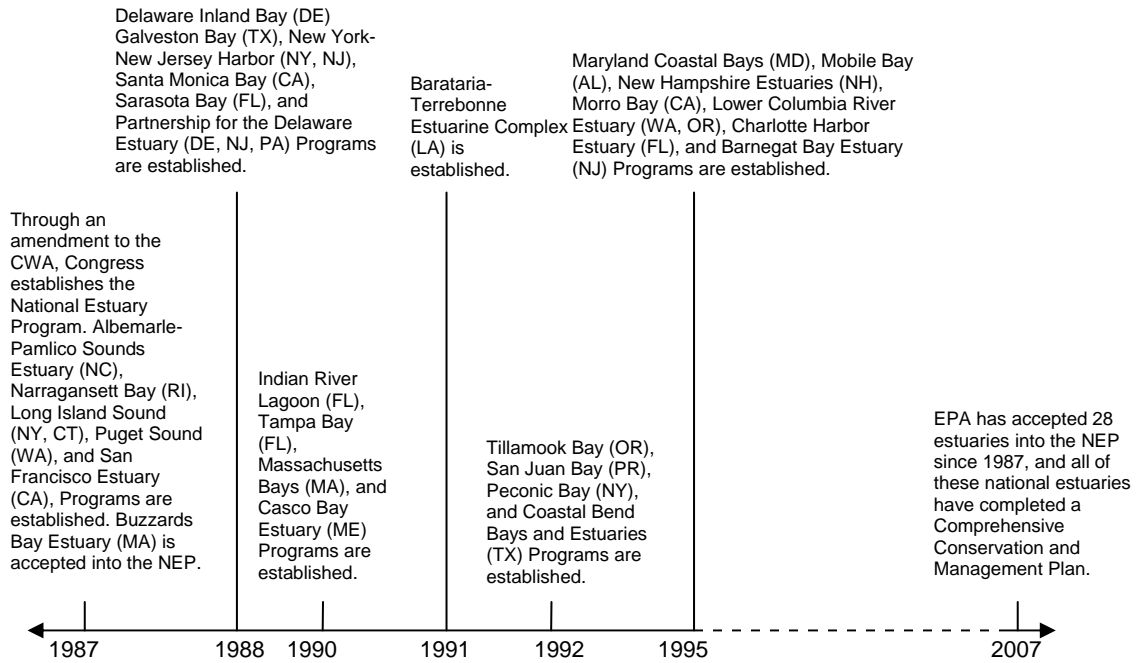 Delaware Inland Bay (DE)
Galveston Bay (TX), New York-
New Jersey Harbor (NY, NJ),
Santa Monica Bay (CA),
Sarasota Bay (FL), and
Partnership for the Delaware
Estuary (DE, NJ, PA) Programs
are established.
Barataria-
Terrebonne
Estuarine Complex
(LA) is
established.
Maryland Coastal Bays (MD), Mobile Bay
(AL), New Hampshire Estuaries (NH),
Morro Bay (CA), Lower Columbia River
Estuary (WA, OR), Charlotte Harbor
Estuary (FL), and Barnegat Bay Estuary
(NJ) Programs are established.
Through an
amendment to the
CWA, Congress
establishes the
National Estuary
Program. Albemarle-
Pamlico Sounds
Estuary (NC),
Narragansett Bay (RI),
Long Island Sound
(NY, CT), Puget Sound
(WA), and San
Francisco Estuary
(CA), Programs are
established. Buzzards
Bay Estuary (MA) is
accepted into the NEP.
Indian River
Lagoon (FL),
Tampa Bay
(FL),
Massachusetts
Bays (MA), and
Casco Bay
Estuary (ME)
Programs are
established.
Tillamook Bay (OR),
San Juan Bay (PR),
Peconic Bay (NY),
and Coastal Bend
Bays and Estuaries
(TX) Programs are
established.
EPA has accepted 28
estuaries into the NEP
since 1987, and all of
these national estuaries
have completed a
Comprehensive
Conservation and
Management Plan.
1987 1988 1990 1991 1992 1995 2007